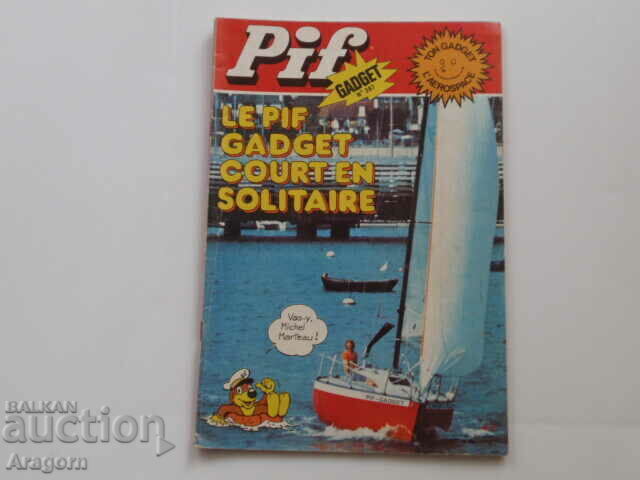 Pif
GADGET
N° 387
TON GADGET
L'AEROSPACE
LE PIF
GADGET
COURT EN
SOLITAIRE
Vas-y,
Michel
Marteau!
PIF-GADGET
BALKAN
auction
Aragorn